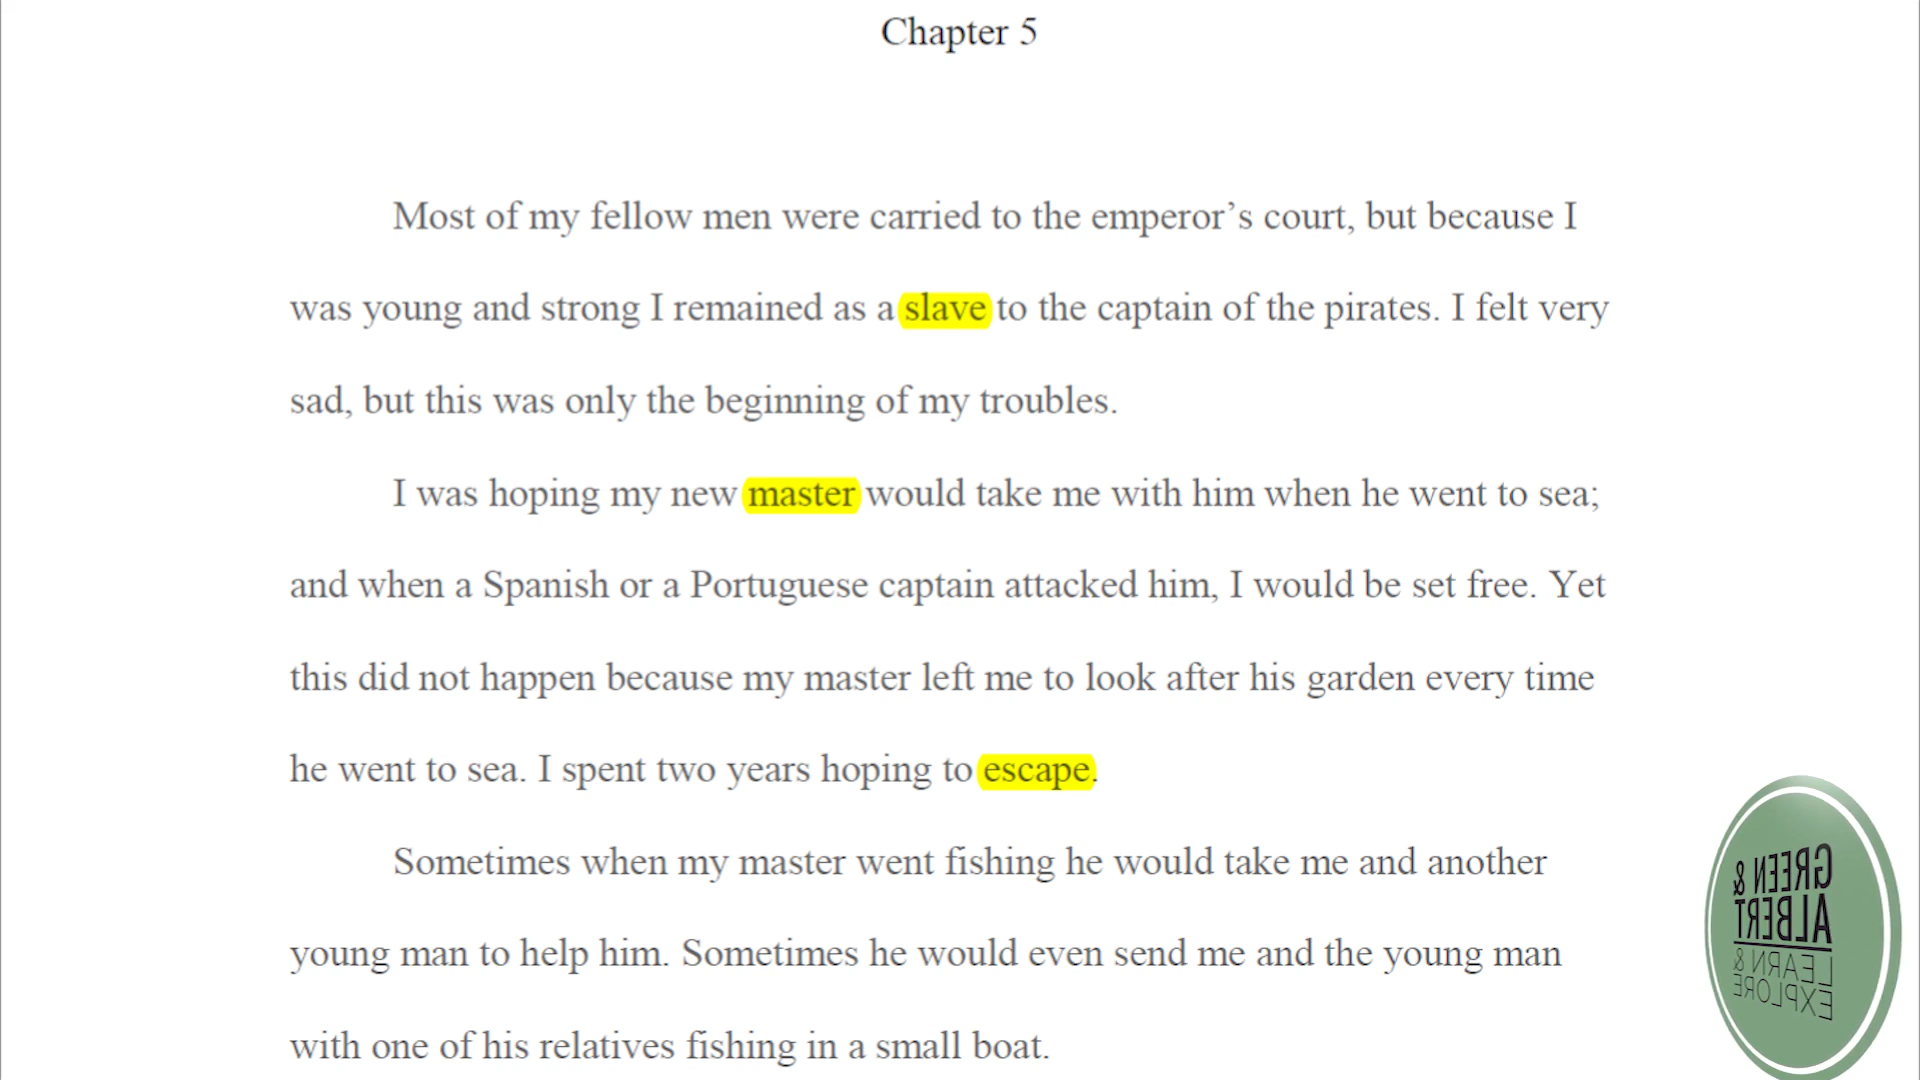 Chapter 5
Most of my fellow men were carried to the emperor’s court, but because I
was young and strong I remained as a slave to the captain of the pirates. I felt very
sad, but this was only the beginning of my troubles.
I was hoping my new master would take me with him when he went to sea;
and when a Spanish or a Portuguese captain attacked him, I would be set free. Yet
this did not happen because my master left me to look after his garden every time
he went to sea. I spent two years hoping to escape.
Sometimes when my master went fishing he would take me and another
young man to help him. Sometimes he would even send me and the young man
with one of his relatives fishing in a small boat.
GREEN &
ALBERT
LEARN &
EXPLORE